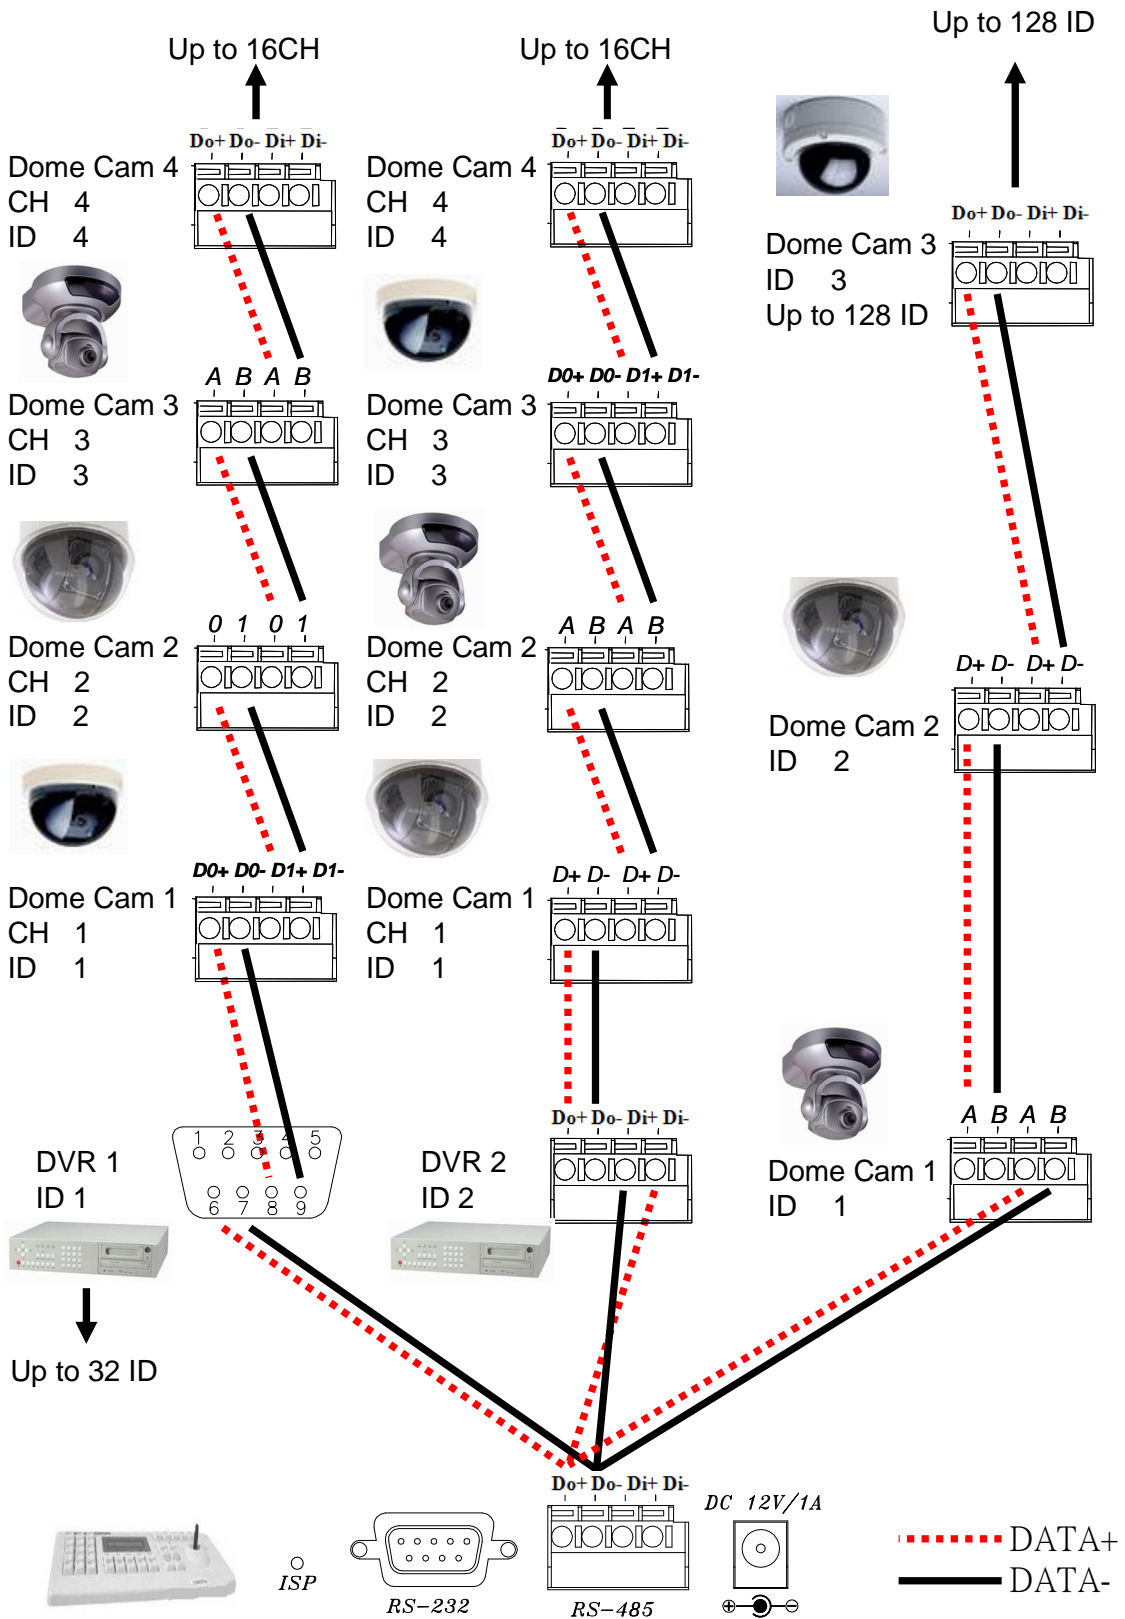 Up to 16CH
Up to 16CH
Up to 128 ID
Do+ Do- Di+ Di-
Dome Cam 4
CH 4
ID 4
Do+ Do- Di+ Di-
Dome Cam 4
CH 4
ID 4
Do+ Do- Di+ Di-
Dome Cam 3
ID 3
Up to 128 ID
A B A B
Dome Cam 3
CH 3
ID 3
D0+ D0- D1+ D1-
Dome Cam 3
CH 3
ID 3
0 1 0 1
Dome Cam 2
CH 2
ID 2
A B A B
Dome Cam 2
CH 2
ID 2
D+ D- D+ D-
Dome Cam 2
ID 2
D0+ D0- D1+ D1-
Dome Cam 1
CH 1
ID 1
D+ D- D+ D-
Dome Cam 1
CH 1
ID 1
A B A B
Dome Cam 1
ID 1
1 2 3 4 5
6 7 8 9
DVR 1
ID 1
Do+ Do- Di+ Di-
DVR 2
ID 2
Up to 32 ID
Do+ Do- Di+ Di-
DC 12V/1A
ISP
RS-232
RS-485
DATA+
DATA-